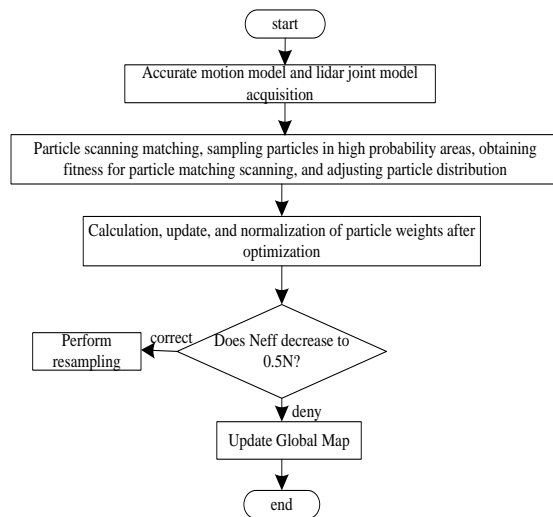 start
Accurate motion model and lidar joint model
acquisition
Particle scanning matching, sampling particles in high probability areas, obtaining
fitness for particle matching scanning, and adjusting particle distribution
Calculation, update, and normalization of particle weights after
optimization
Does Neff decrease to
0.5N?
correct
Perform
resampling
deny
Update Global Map
end